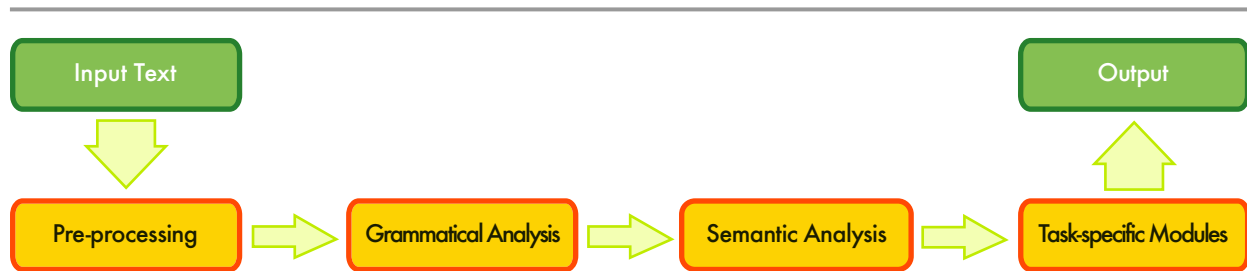 Input Text
Output
Pre-processing
Grammatical Analysis
Semantic Analysis
Task-specific Modules